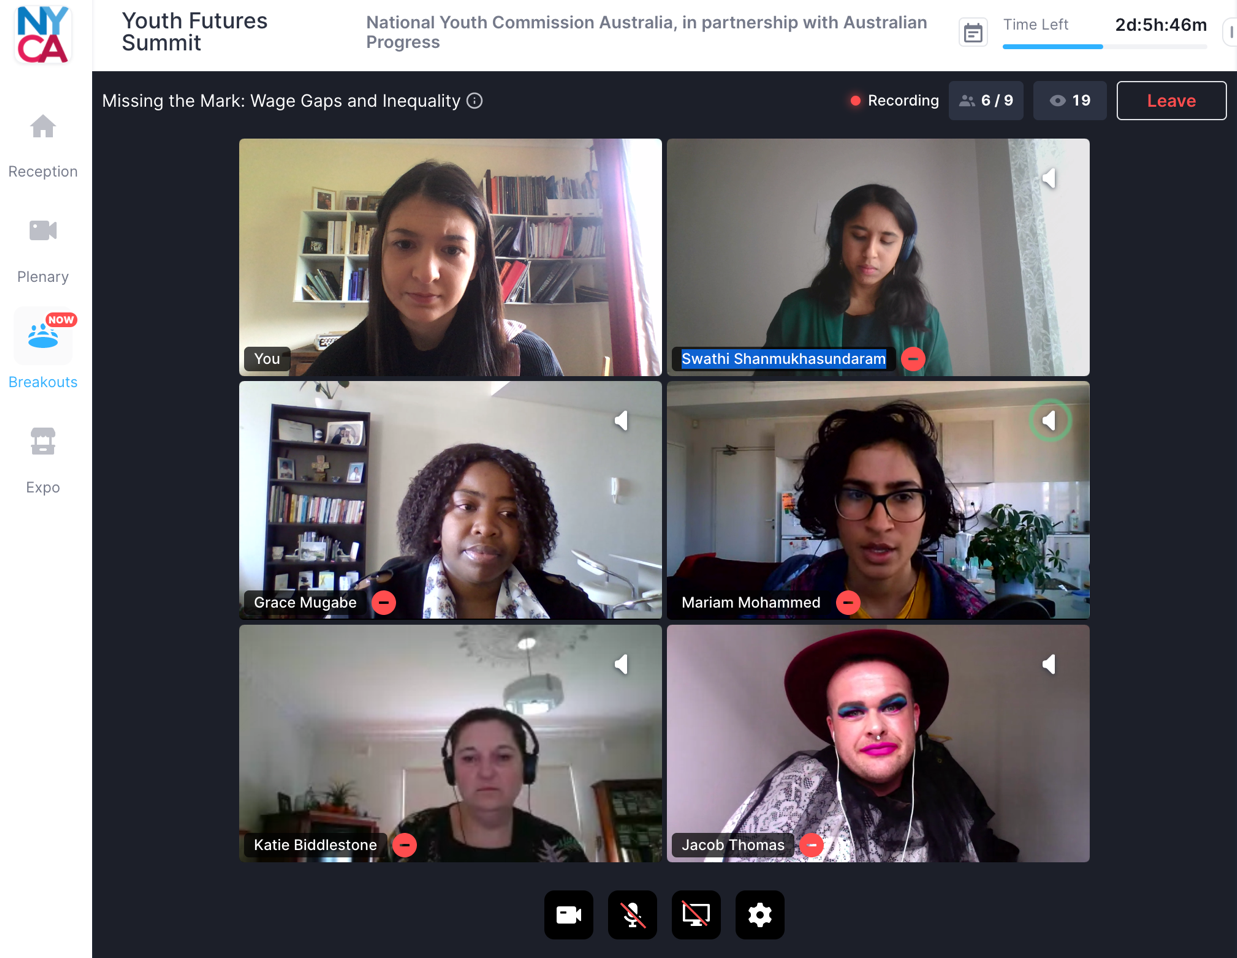 NY
CA
Youth Futures
Summit
National Youth Commission Australia, in partnership with Australian
Progress
Time Left
2d:5h:46m
Missing the Mark: Wage Gaps and Inequality
Recording
6 / 9
19
Leave
Reception
Plenary
NOW
Breakouts
Expo
You
Swathi Shanmukhasundaram
Grace Mugabe
Mariam Mohammed
Katie Biddlestone
Jacob Thomas